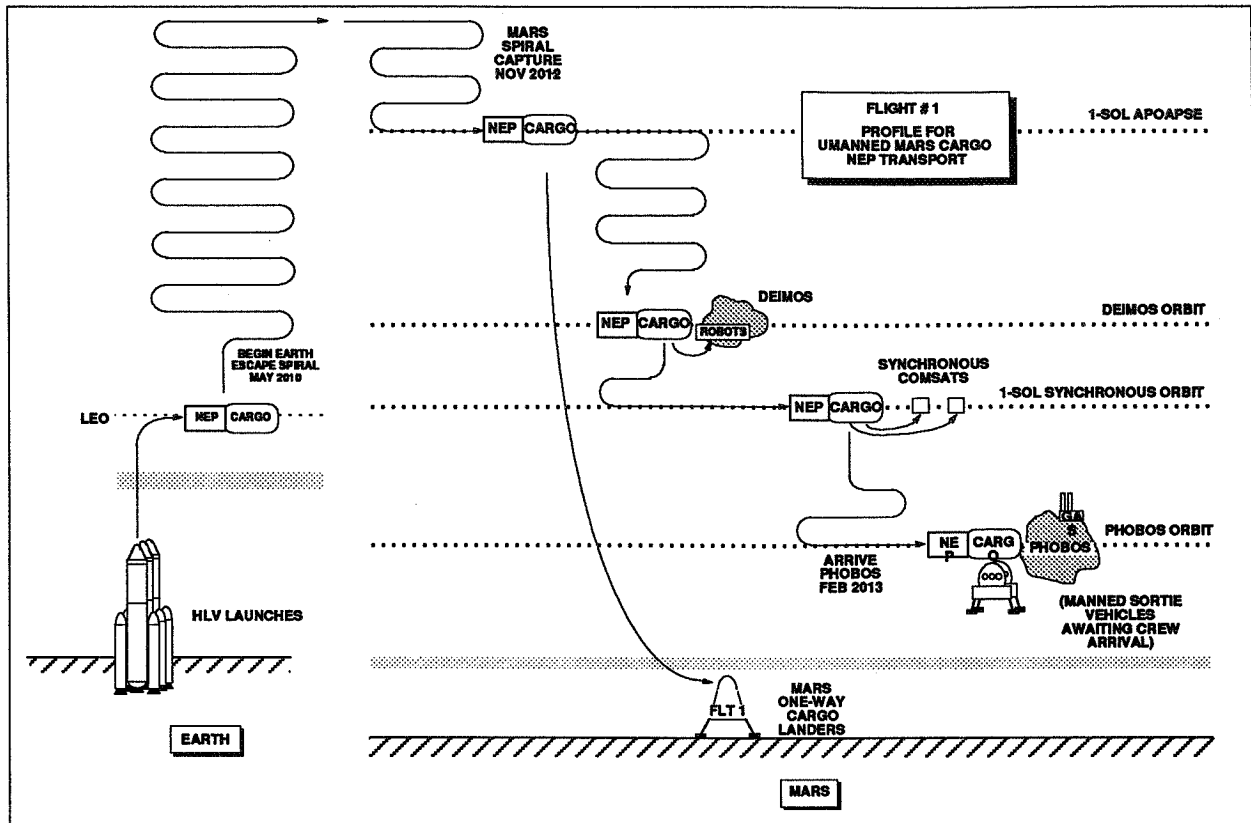 MARS
SPIRAL
CAPTURE
NOV 2012
NEP
CARGO
FLIGHT # 1
PROFILE FOR
UMANNED MARS CARGO
NEP TRANSPORT
1-SOL APOAPSE
DEIMOS
NEP
CARGO
ROBOTS
DEIMOS ORBIT
BEGIN EARTH
ESCAPE SPIRAL
MAY 2010
SYNCHRONOUS
COMSATS
1-SOL SYNCHRONOUS ORBIT
LEO
NEP
CARGO
NEP
CARGO
GA
S
NE
P
CARG
O
PHOBOS
PHOBOS ORBIT
ARRIVE
PHOBOS
FEB 2013
HLV LAUNCHES
(MANNED SORTIE
VEHICLES
AWAITING CREW
ARRIVAL)
FLT 1
MARS
ONE-WAY
CARGO
LANDERS
EARTH
MARS